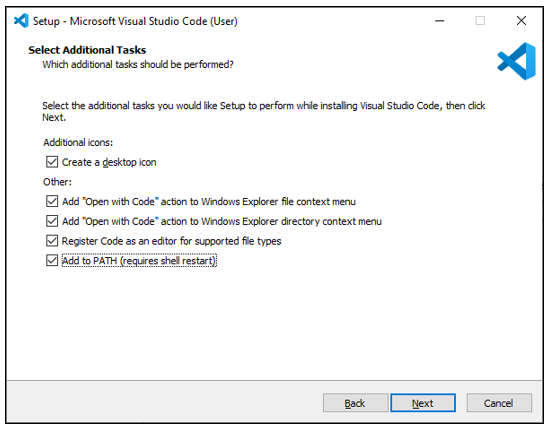 Setup - Microsoft Visual Studio Code (User)
Select Additional Tasks
Which additional tasks should be performed?
Select the additional tasks you would like Setup to perform while installing Visual Studio Code, then click
Next.
Additional icons:
Create a desktop icon
Other:
Add "Open with Code" action to Windows Explorer file context menu
Add "Open with Code" action to Windows Explorer directory context menu
Register Code as an editor for supported file types
Add to PATH (requires shell restart)
Back Next Cancel